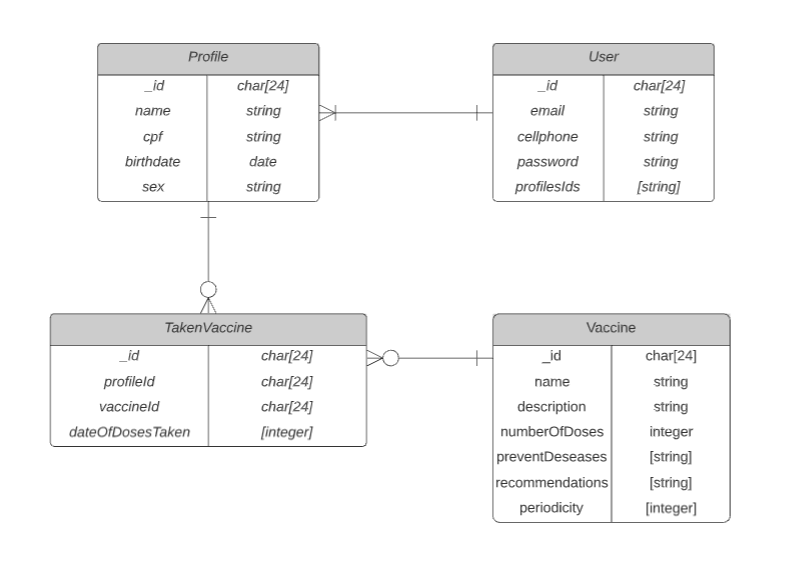 Profile
_id char[24]
name string
cpf string
birthdate date
sex string
User
_id char[24]
email string
cellphone string
password string
profilesIds [string]
TakenVaccine
_id char[24]
profileId char[24]
vaccineId char[24]
dateOfDosesTaken [integer]
Vaccine
_id char[24]
name string
description string
numberOfDoses integer
preventDeseases [string]
recommendations [string]
periodicity [integer]